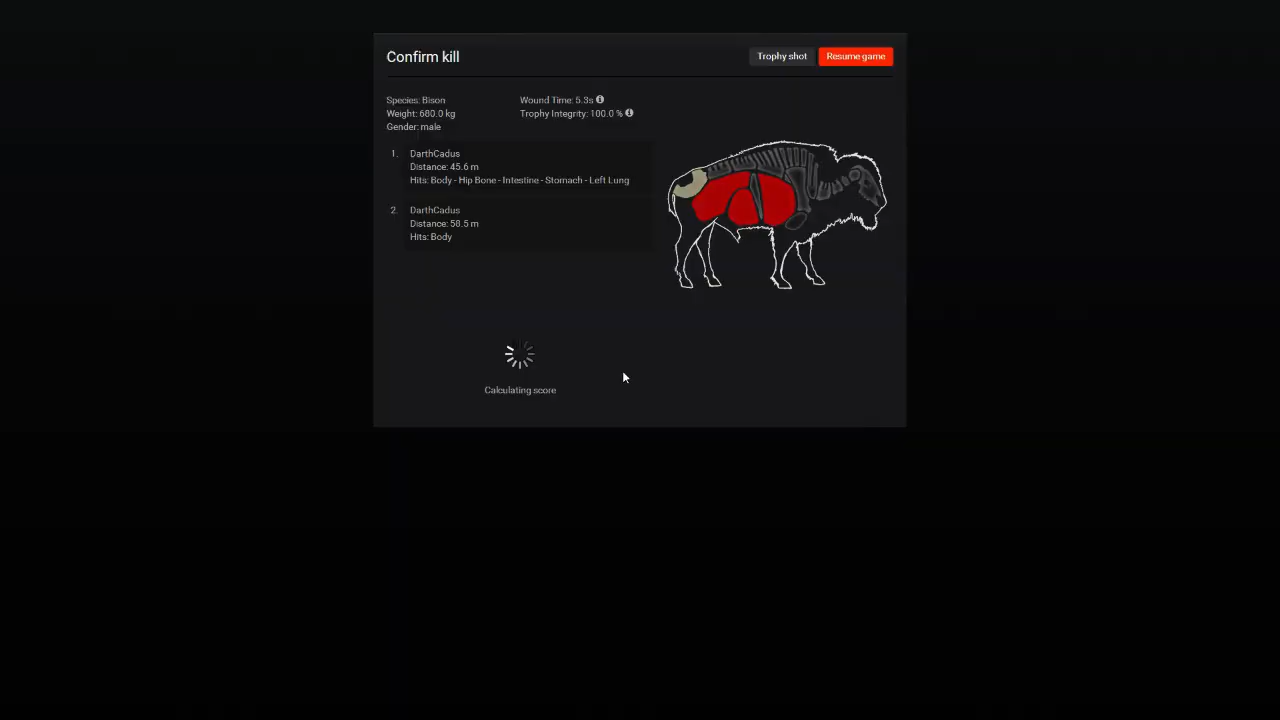 Confirm kill
Trophy shot
Resume game
Species: Bison
Weight: 680.0 kg
Gender: male
Wound Time: 5.3s
Trophy Integrity: 100.0 %
1. DarthCadus
Distance: 45.6 m
Hits: Body - Hip Bone - Intestine - Stomach - Left Lung
2. DarthCadus
Distance: 58.5 m
Hits: Body
Calculating score